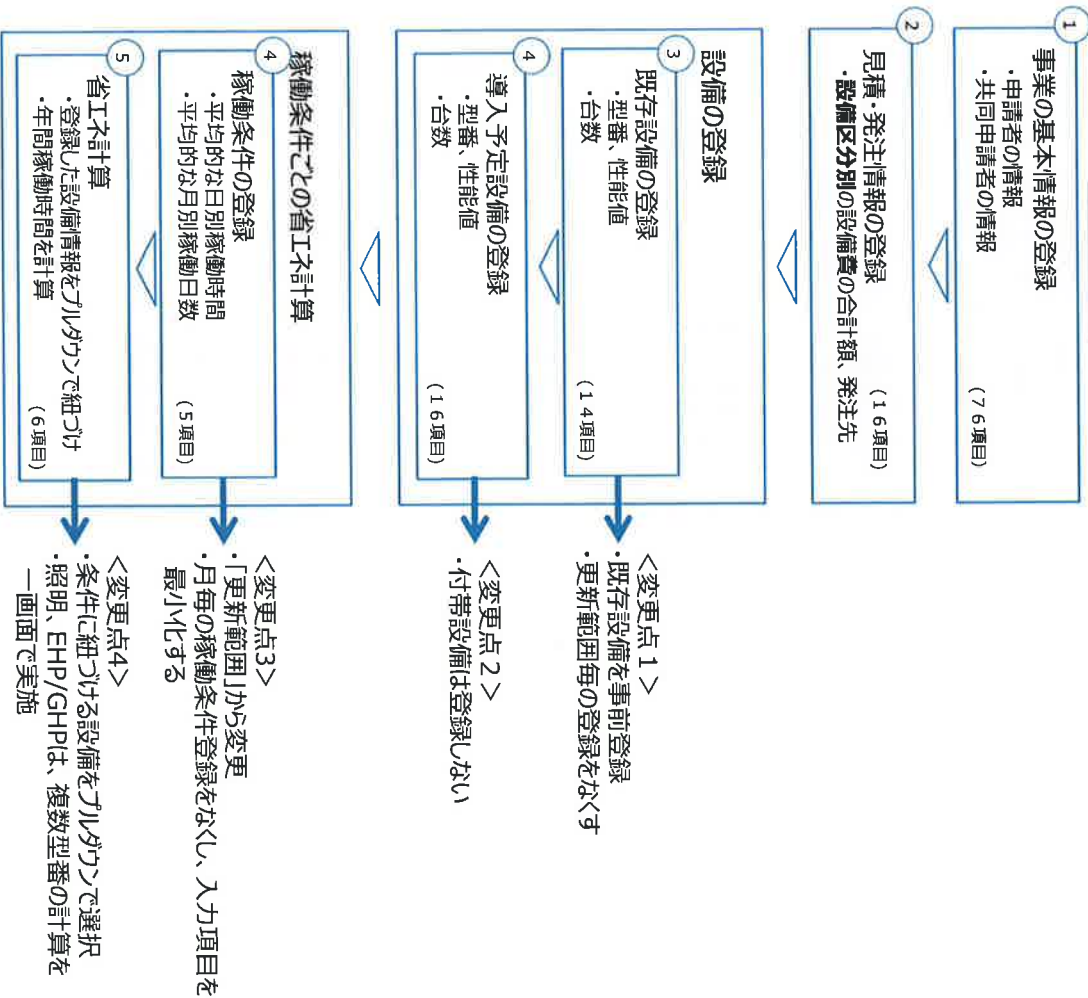 1
事業の基本情報の登録
・申請者の情報
・共同申請者の情報
(76項目)
2
見積・発注情報の登録
・設備区分別の設備費の合計額、発注先
(16項目)
設備の登録
3
既存設備の登録
・型番、性能値
・台数
(14項目)
<変更点1>
・既存設備を事前登録
・更新範囲毎の登録をなくす
4
導入予定設備の登録
・型番、性能値
・台数
(16項目)
<変更点2>
・付帯設備は登録しない
稼働条件ごとの省エネ計算
4
稼働条件の登録
・平均的な日別稼働時間
・平均的な月別稼働日数
(5項目)
<変更点3>
・「更新範囲」から変更
・月毎の稼働条件登録をなくし、入力項目を
最小化する
5
省エネ計算
・登録した設備情報をプルダウンで紐づけ
・年間稼働時間を計算
(6項目)
<変更点4>
・条件に紐づける設備をプルダウンで選択
・照明、EHP/GHPは、複数型番の計算を
一画面で実施